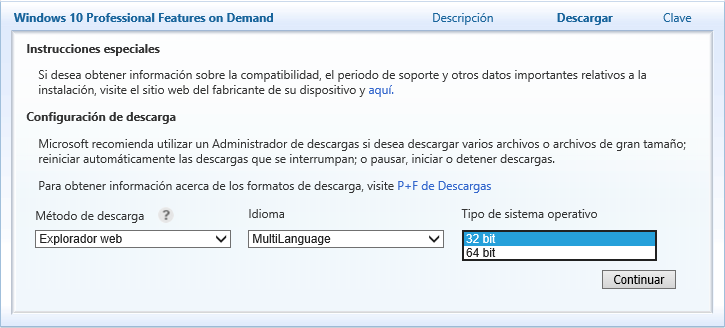 Windows 10 Professional Features on Demand Descripción Descargar Clave
Instrucciones especiales
Si desea obtener información sobre la compatibilidad, el periodo de soporte y otros datos importantes relativos a la
instalación, visite el sitio web del fabricante de su dispositivo y aquí.
Configuración de descarga
Microsoft recomienda utilizar un Administrador de descargas si desea descargar varios archivos o archivos de gran tamaño;
reiniciar automáticamente las descargas que se interrumpan; o pausar, iniciar o detener descargas.
Para obtener información acerca de los formatos de descarga, visite P+F de Descargas
Método de descarga ? Idioma Tipo de sistema operativo
Explorador web MultiLanguage 32 bit
64 bit
Continuar